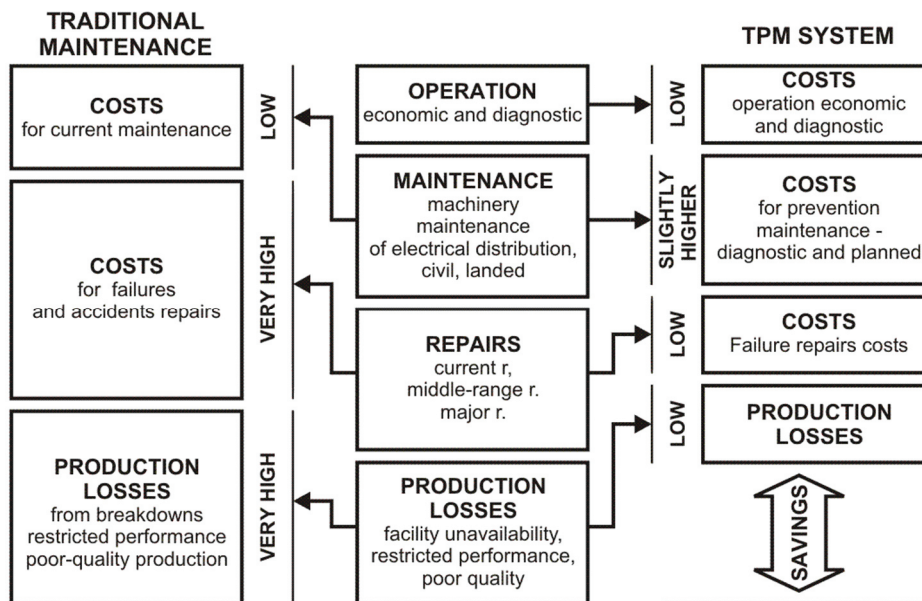 TRADITIONAL
MAINTENANCE
COSTS
for current maintenance
LOW
COSTS
for failures
and accidents repairs
VERY HIGH
PRODUCTION
LOSSES
from breakdowns
restricted performance
poor-quality production
VERY HIGH
OPERATION
economic and diagnostic
MAINTENANCE
machinery
maintenance
of electrical distribution,
civil, landed
REPAIRS
current r,
middle-range r.
major r.
PRODUCTION
LOSSES
facility unavailability,
restricted performance,
poor quality
TPM SYSTEM
LOW
COSTS
operation economic
and diagnostic
SLIGHTLY
HIGHER
COSTS
for prevention
maintenance -
diagnostic and planned
LOW
COSTS
Failure repairs costs
LOW
PRODUCTION
LOSSES
SAVINGS